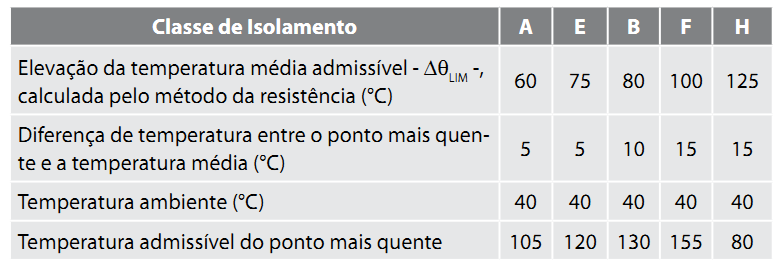 Classe de Isolamento A E B F H
Elevação da temperatura média admissível - ΔθLIM -,
calculada pelo método da resistência (°C) 60 75 80 100 125
Diferença de temperatura entre o ponto mais quen-
te e a temperatura média (°C) 5 5 10 15 15
Temperatura ambiente (°C) 40 40 40 40 40
Temperatura admissível do ponto mais quente 105 120 130 155 80